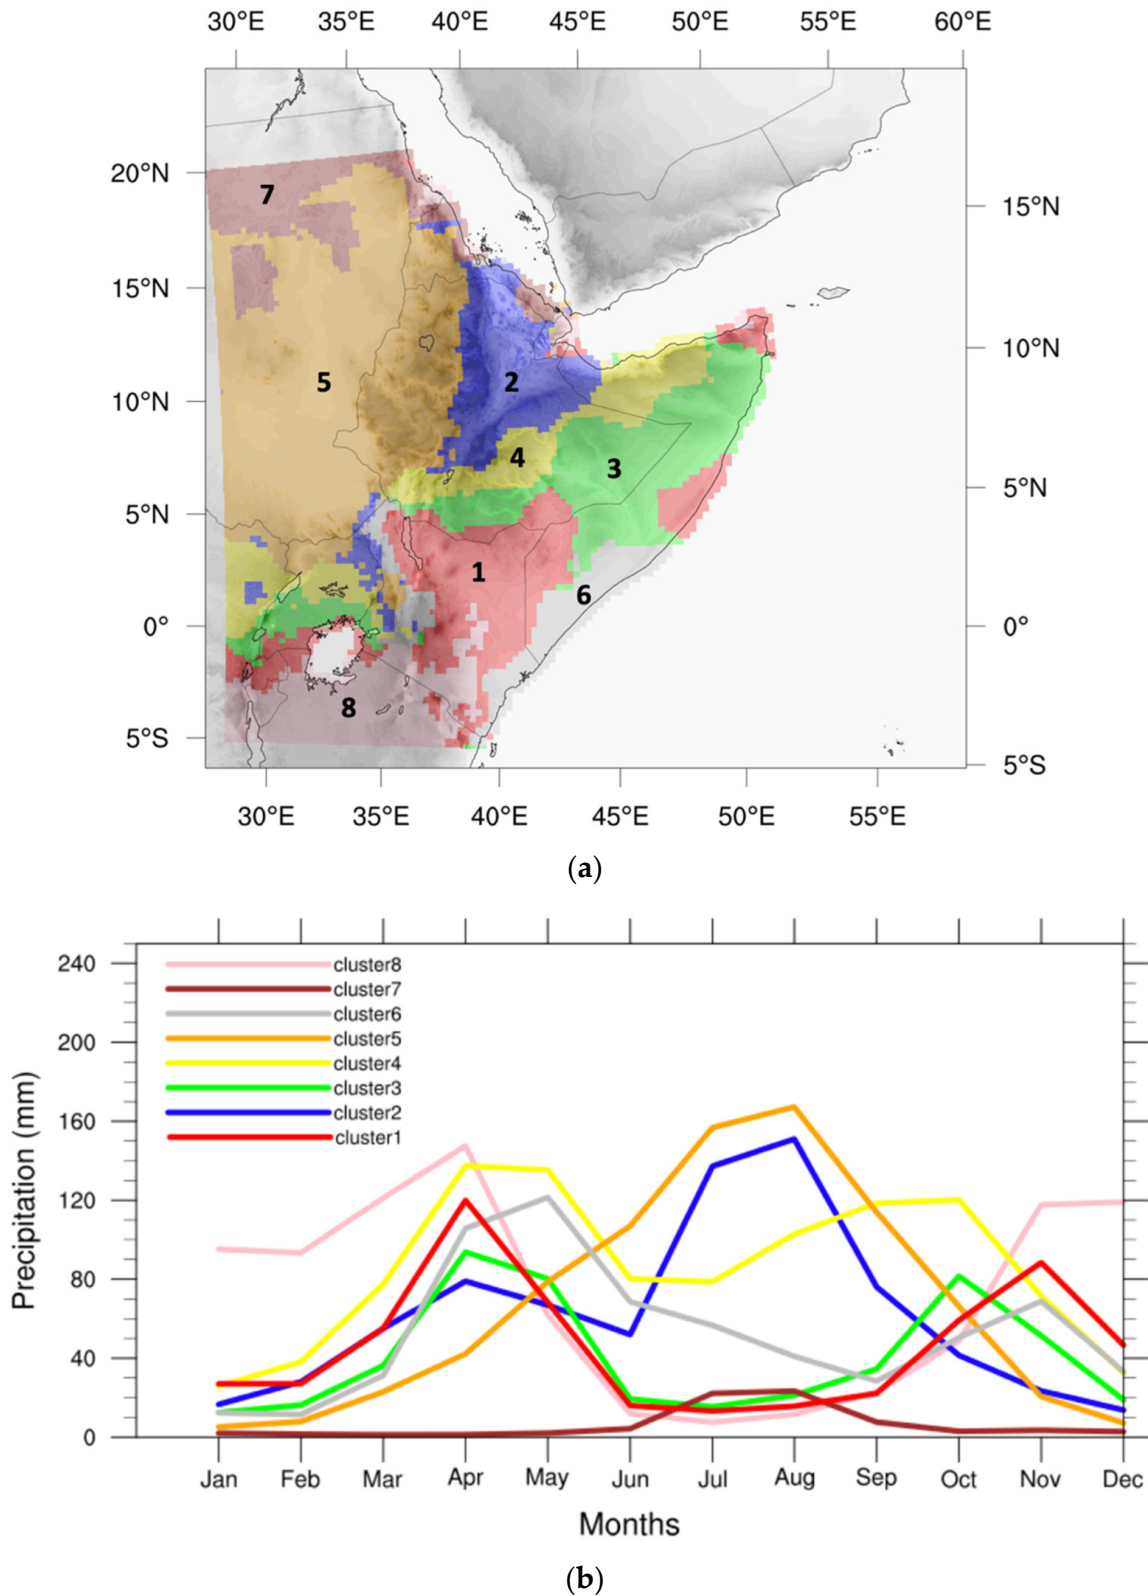 30°E 35°E 40°E 45°E 50°E 55°E 60°E
20°N
15°N
10°N
5°N
0°
5°S
15°N
10°N
5°N
0°
5°S
7
5
2
4
3
1
6
8
30°E 35°E 40°E 45°E 50°E 55°E
(a)
Precipitation (mm)
240
200
160
120
80
40
0
cluster8
cluster7
cluster6
cluster5
cluster4
cluster3
cluster2
cluster1
Jan Feb Mar Apr May Jun Jul Aug Sep Oct Nov Dec
Months
(b)